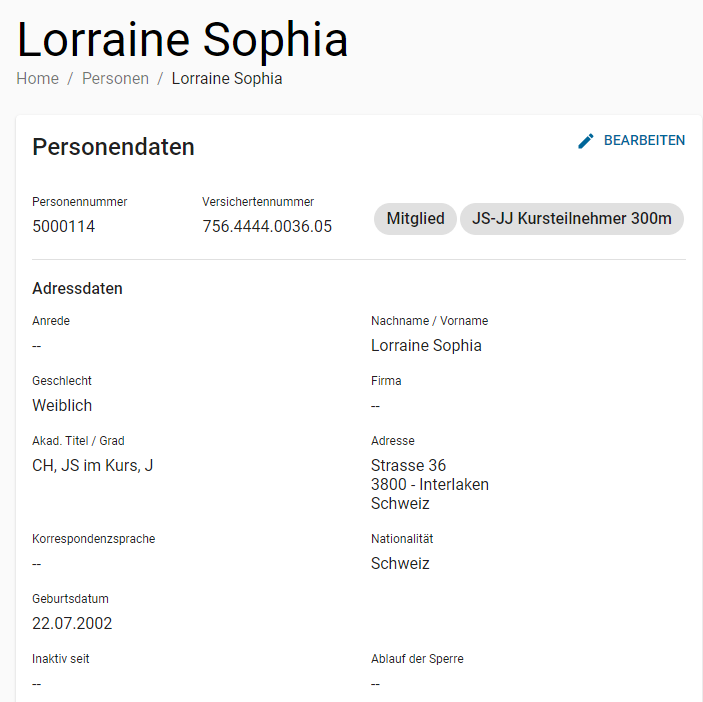 Lorraine Sophia
Home / Personen / Lorraine Sophia
Personendaten
BEARBEITEN
Personennummer
Versichertennummer
5000114
756.4444.0036.05
Mitglied
JS-JJ Kursteilnehmer 300m
Adressdaten
Anrede
Nachname / Vorname
--
Lorraine Sophia
Geschlecht
Firma
Weiblich
--
Akad. Titel / Grad
Adresse
CH, JS im Kurs, J
Strasse 36
3800 - Interlaken
Schweiz
Korrespondenzsprache
Nationalität
--
Schweiz
Geburtsdatum
22.07.2002
Inaktiv seit
Ablauf der Sperre
--
--